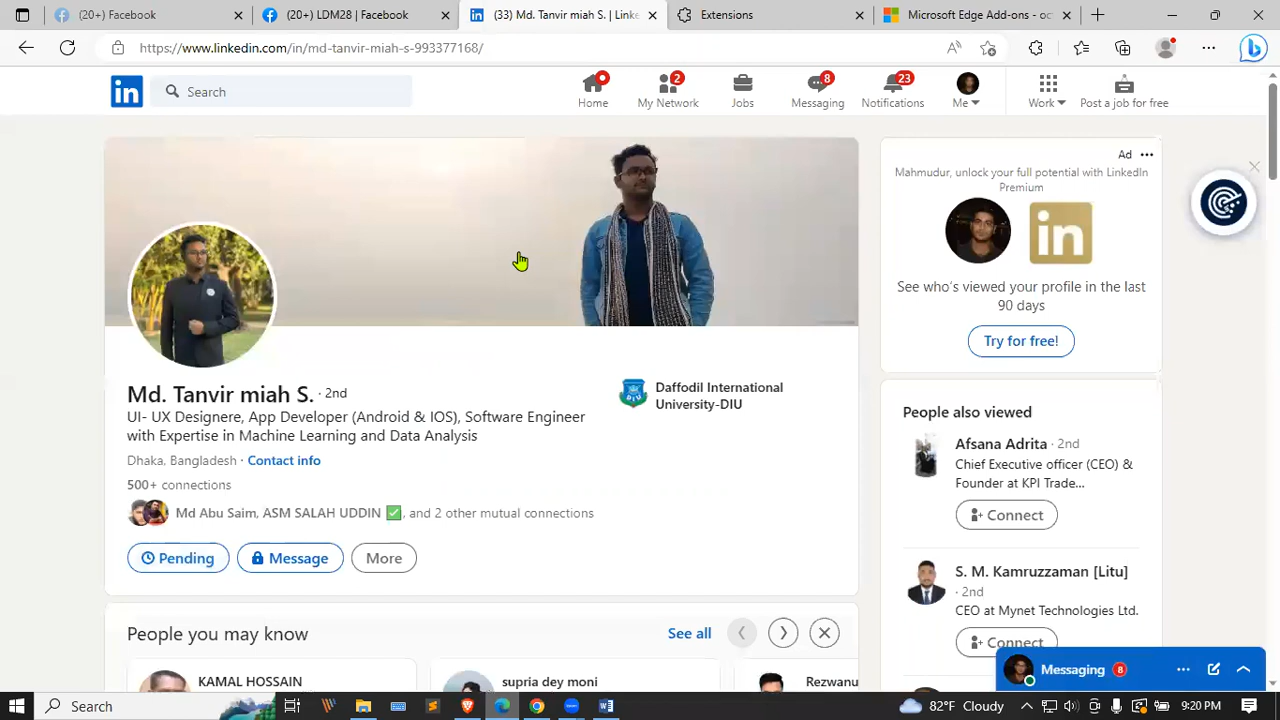 (20+) Facebook
(20+) LDM28 | Facebook
(33) Md. Tanvir miah S. | Linke
Extensions
Microsoft Edge Add-ons - oc
https://www.linkedin.com/in/md-tanvir-miah-s-993377168/
Search
Home
2
My Network
Jobs
8
Messaging
23
Notifications
Me
Work
Post a job for free
Ad
Mahmudur, unlock your full potential with LinkedIn
Premium
See who's viewed your profile in the last
90 days
Try for free!
Md. Tanvir miah S. · 2nd
UI- UX Designere, App Developer (Android & IOS), Software Engineer
with Expertise in Machine Learning and Data Analysis
Daffodil International
University-DIU
Dhaka, Bangladesh · Contact info
500+ connections
Md Abu Saim, ASM SALAH UDDIN ✅, and 2 other mutual connections
Pending
Message
More
People you may know
See all
KAMAL HOSSAIN
supria dey moni
Rezwanu
People also viewed
Afsana Adrita · 2nd
Chief Executive officer (CEO) &
Founder at KPI Trade...
Connect
S. M. Kamruzzaman [Litu]
· 2nd
CEO at Mynet Technologies Ltd.
Connect
Messaging 8
Search
82°F Cloudy
9:20 PM